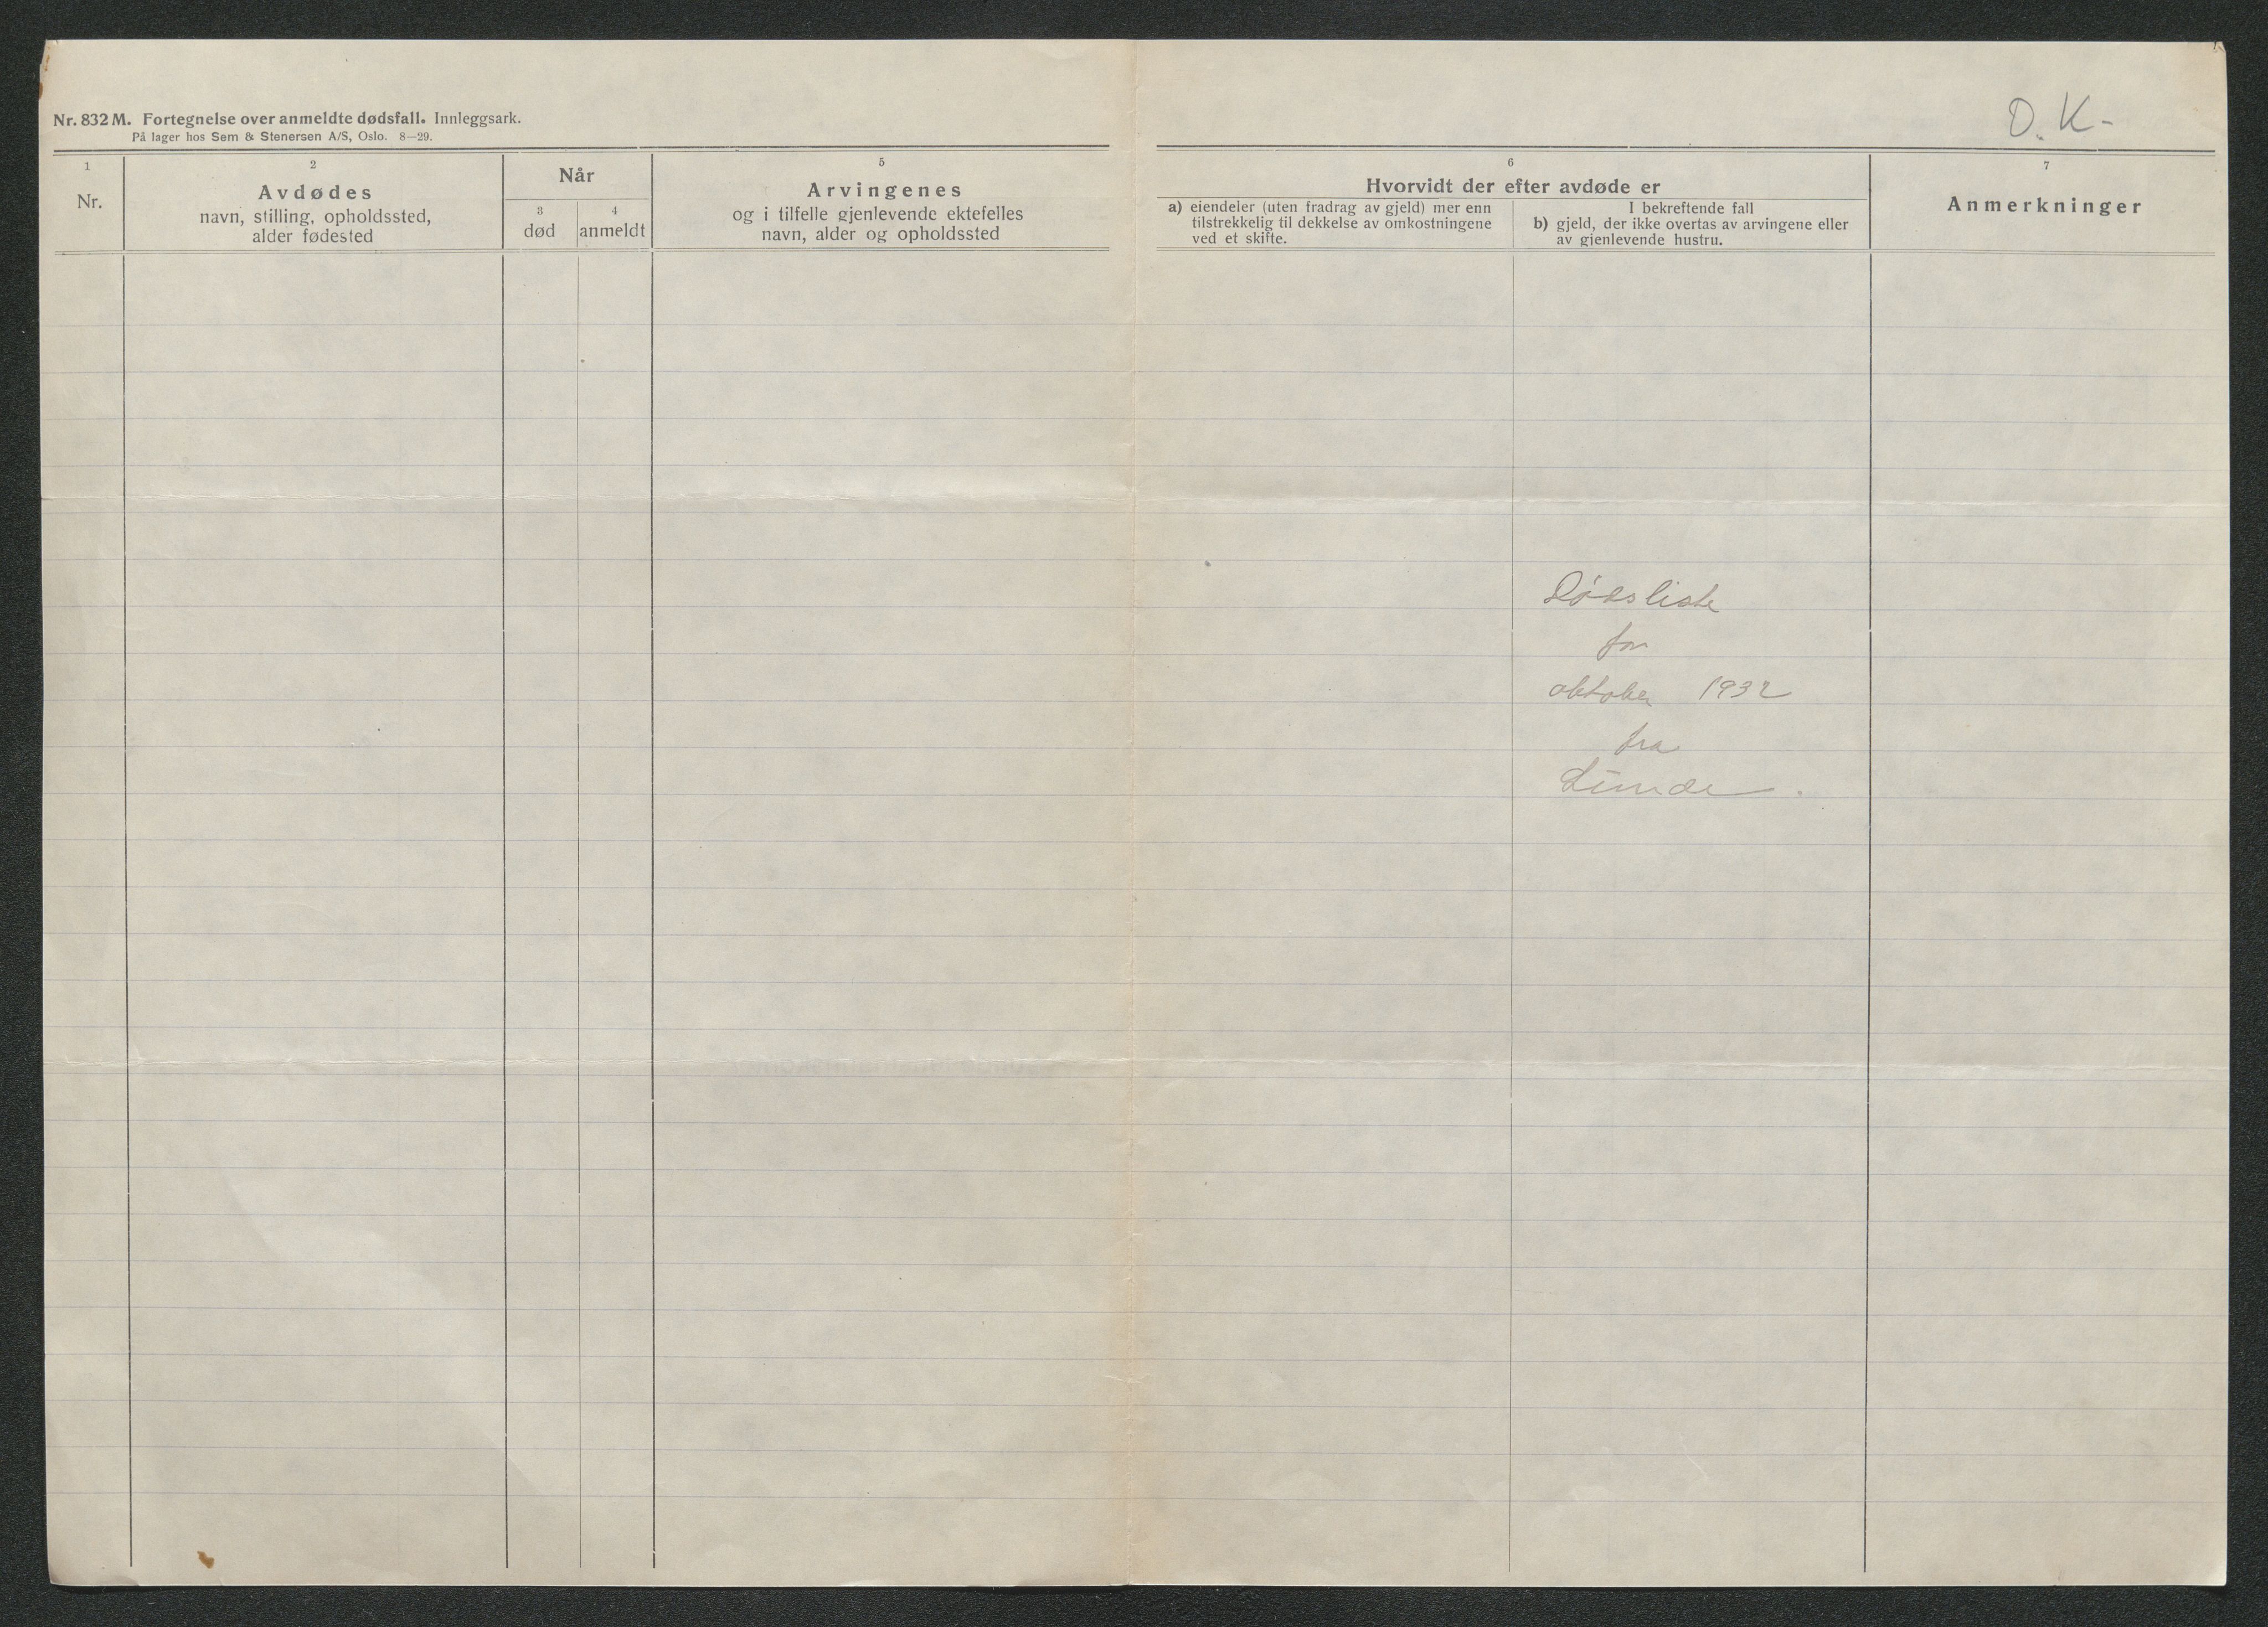 Nr. 832 M. Fortegnelse over anmeldte dødsfall. Innleggsark.
På lager hos Sem & Stenersen A/S, Oslo. 8—29.
O.K-
1
Nr.
2
Avdødes
navn, stilling, opholdssted,
alder fødested
Når
3
død
4
anmeldt
5
Arvingenes
og i tilfelle gjenlevende ektefelles
navn, alder og opholdssted
6
Hvorvidt der efter avdøde er
a) eiendeler (uten fradrag av gjeld) mer enn
tilstrekkelig til dekkelse av omkostningene
ved et skifte.
I bekreftende fall
b) gjeld, der ikke overtas av arvingene eller
av gjenlevende hustru.
7
Anmerkninger
Dødsliste
for
oktober 1932
fra
Lunde.